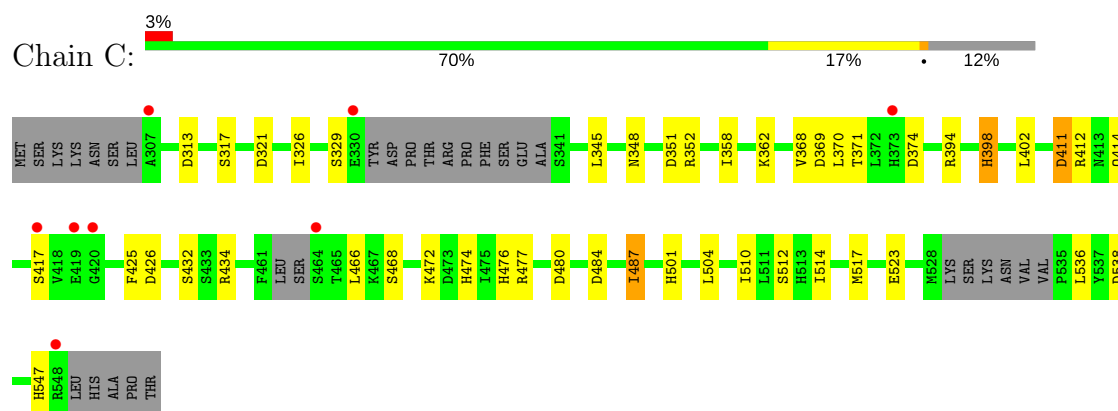 3%
Chain C:
70% 17% • 12%
MET SER LYS LYS ASN SER LEU A307 D313 S317 D321 I326 S329 E330 TYR ASP PRO THR ARG PRO PHE SER GLU ALA S341 L345 N348 D351 R352 I358 K362 V368 D369 L370 T371 L372 H373 D374 R394 H398 L402 D411 R412 N413
S417 V418 E419 G420 F425 D426 S432 S433 R434 F461 LEU SER S464 T465 L466 K467 S468 K472 D473 H474 I475 H476 R477 D480 D484 I487 H501 L504 I510 L511 S512 H513 I514 M517 E523 M528 LYS SER LYS ASN VAL VAL P535 L536 Y537 D538
H547 R548 LEU HIS ALA PRO THR